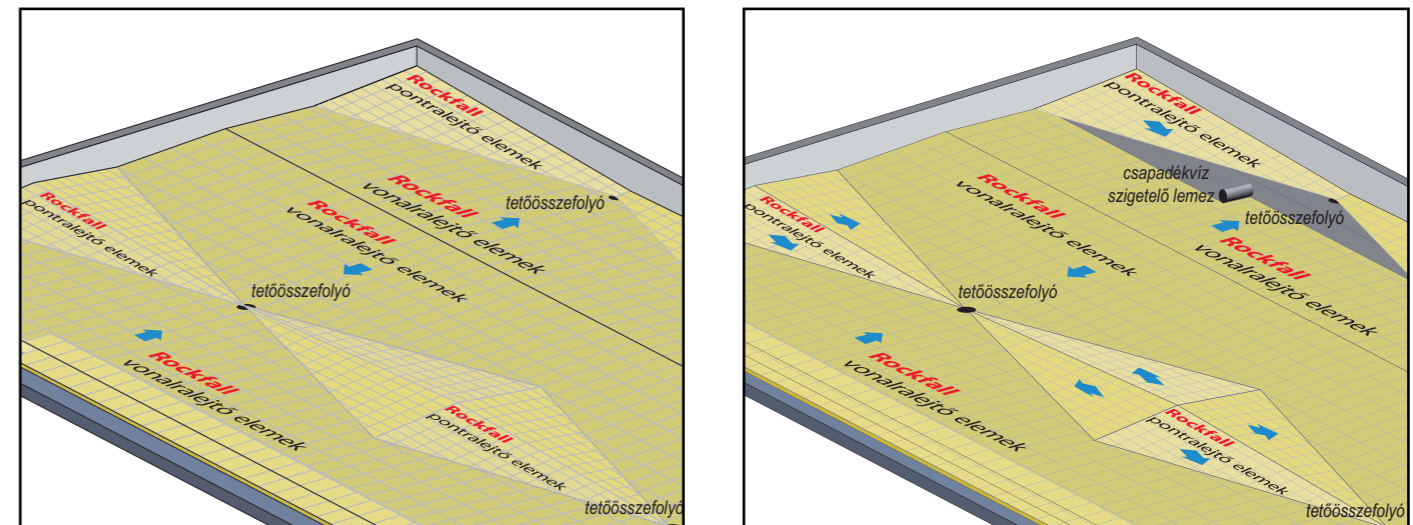 Rockfall
pontralejtő elemek
Rockfall
vonalralejtő elemek
tetőösszefolyó
Rockfall
vonalralejtő elemek
Rockfall
pontralejtő elemek
tetőösszefolyó
Rockfall
vonalralejtő elemek
Rockfall
pontralejtő elemek
tetőösszefolyó
Rockfall
pontralejtő elemek
csapadékvíz
szigetelő lemez
tetőösszefolyó
Rockfall
vonalralejtő elemek
Rockfall
vonalralejtő elemek
Rockfall
pontralejtő elemek
tetőösszefolyó
Rockfall
vonalralejtő elemek
Rockfall
pontralejtő elemek
tetőösszefolyó